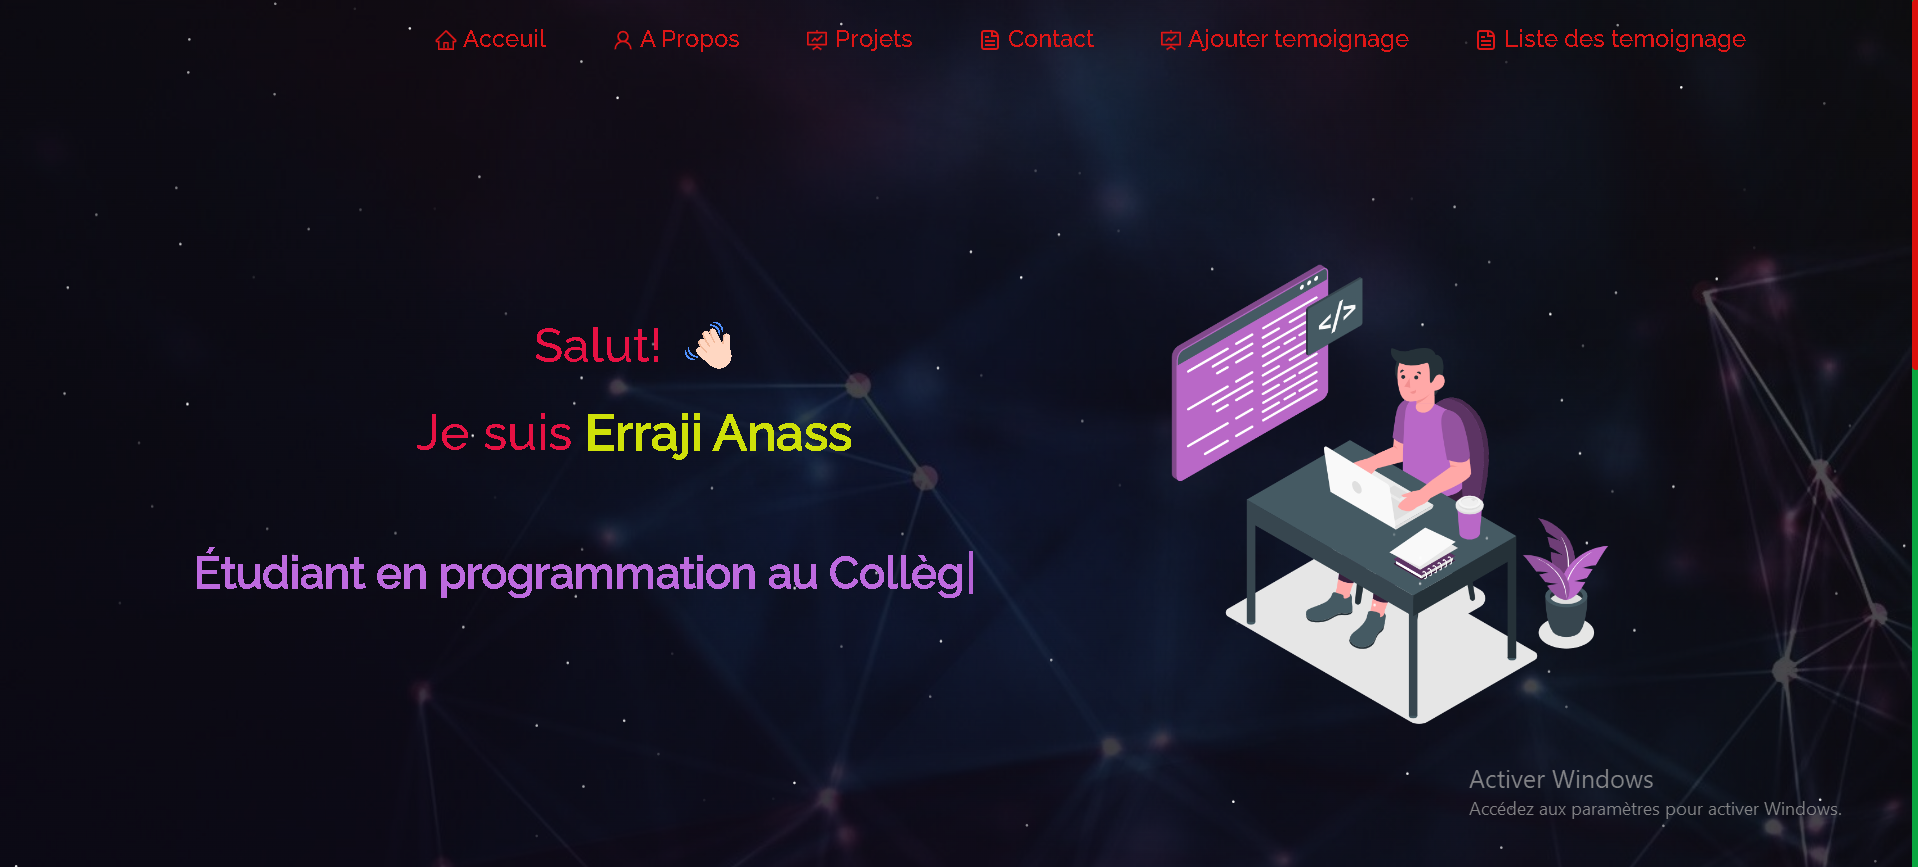 Acceuil A Propos Projets Contact Ajouter temoignage Liste des temoignage
</>
Salut!
Je suis Erraji Anass
Étudiant en programmation au Collèg|
Activer Windows
Accédez aux paramètres pour activer Windows.